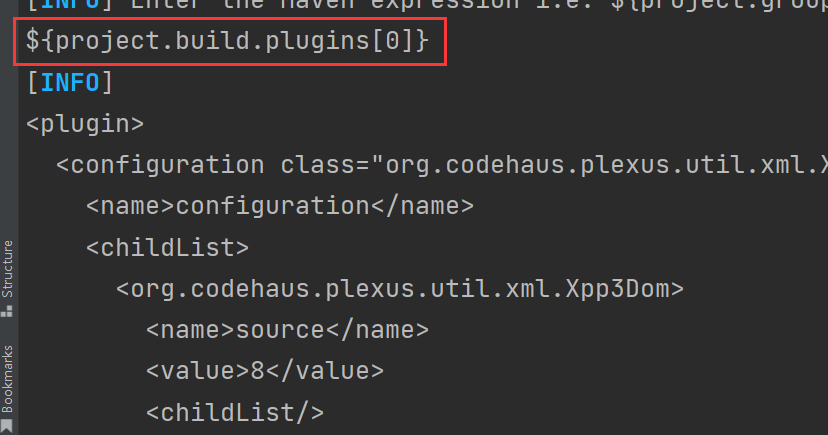 [INFO] Enter the Maven expression i.e. ${project.group
${project.build.plugins[0]}
[INFO]
<plugin>
<configuration class="org.codehaus.plexus.util.xml.X
<name>configuration</name>
<childList>
<org.codehaus.plexus.util.xml.Xpp3Dom>
<name>source</name>
<value>8</value>
<childList/>
Structure
Bookmarks